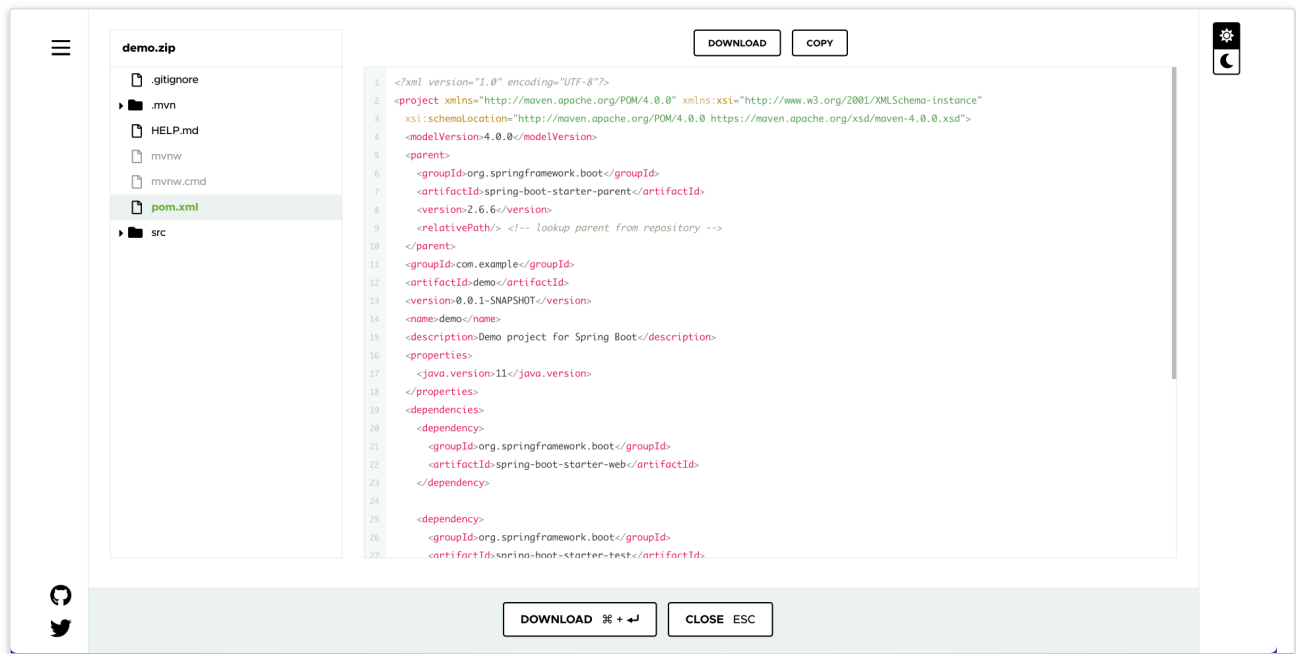 demo.zip
.gitignore
.mvn
HELP.md
mvnw
mvnw.cmd
pom.xml
src
DOWNLOAD COPY
1 <?xml version="1.0" encoding="UTF-8"?>
2 <project xmlns="http://maven.apache.org/POM/4.0.0" xmlns:xsi="http://www.w3.org/2001/XMLSchema-instance"
3 xsi:schemaLocation="http://maven.apache.org/POM/4.0.0 https://maven.apache.org/xsd/maven-4.0.0.xsd">
4 <modelVersion>4.0.0</modelVersion>
5 <parent>
6 <groupId>org.springframework.boot</groupId>
7 <artifactId>spring-boot-starter-parent</artifactId>
8 <version>2.6.6</version>
9 <relativePath/> <!-- lookup parent from repository -->
10 </parent>
11 <groupId>com.example</groupId>
12 <artifactId>demo</artifactId>
13 <version>0.0.1-SNAPSHOT</version>
14 <name>demo</name>
15 <description>Demo project for Spring Boot</description>
16 <properties>
17 <java.version>11</java.version>
18 </properties>
19 <dependencies>
20 <dependency>
21 <groupId>org.springframework.boot</groupId>
22 <artifactId>spring-boot-starter-web</artifactId>
23 </dependency>
24
25 <dependency>
26 <groupId>org.springframework.boot</groupId>
27 <artifactId>spring-boot-starter-test</artifactId>
DOWNLOAD ⌘ + ↵ CLOSE ESC